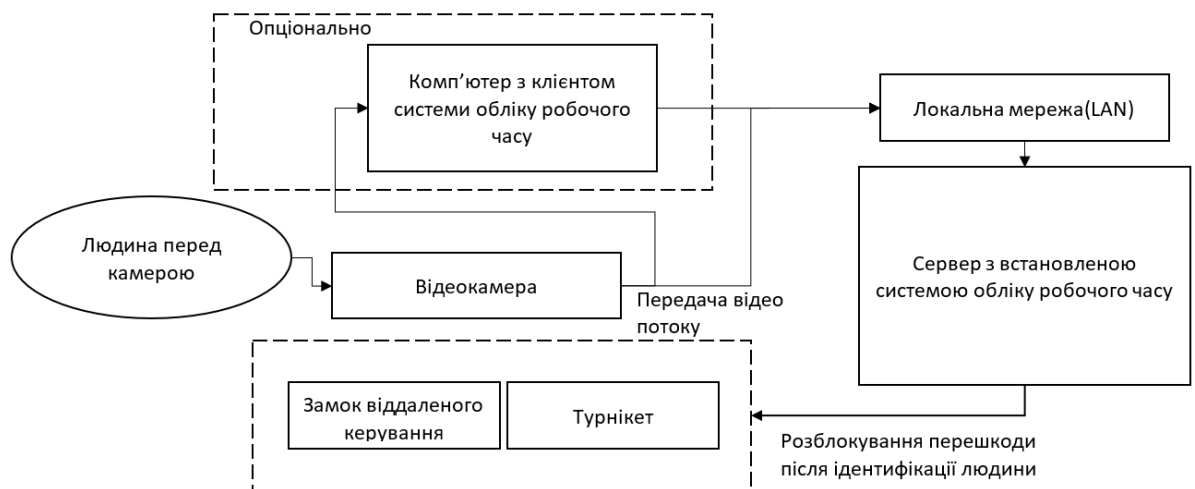 Опціонально
Комп’ютер з клієнтом
системи обліку робочого
часу
Локальна мережа(LAN)
Людина перед
камерою
Відеокамера
Передача відео
потоку
Сервер з встановленою
системою обліку робочого часу
Замок віддаленого
керування
Турнікет
Розблокування перешкоди
після ідентифікації людини